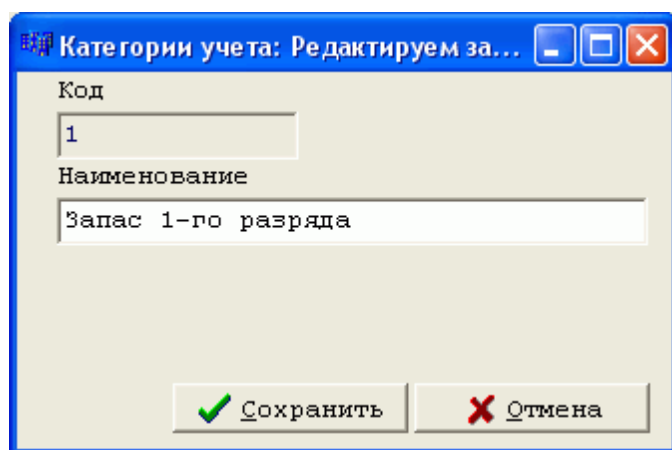 Категории учета: Редактируем за...
Код
1
Наименование
Запас 1-го разряда
Сохранить
Отмена